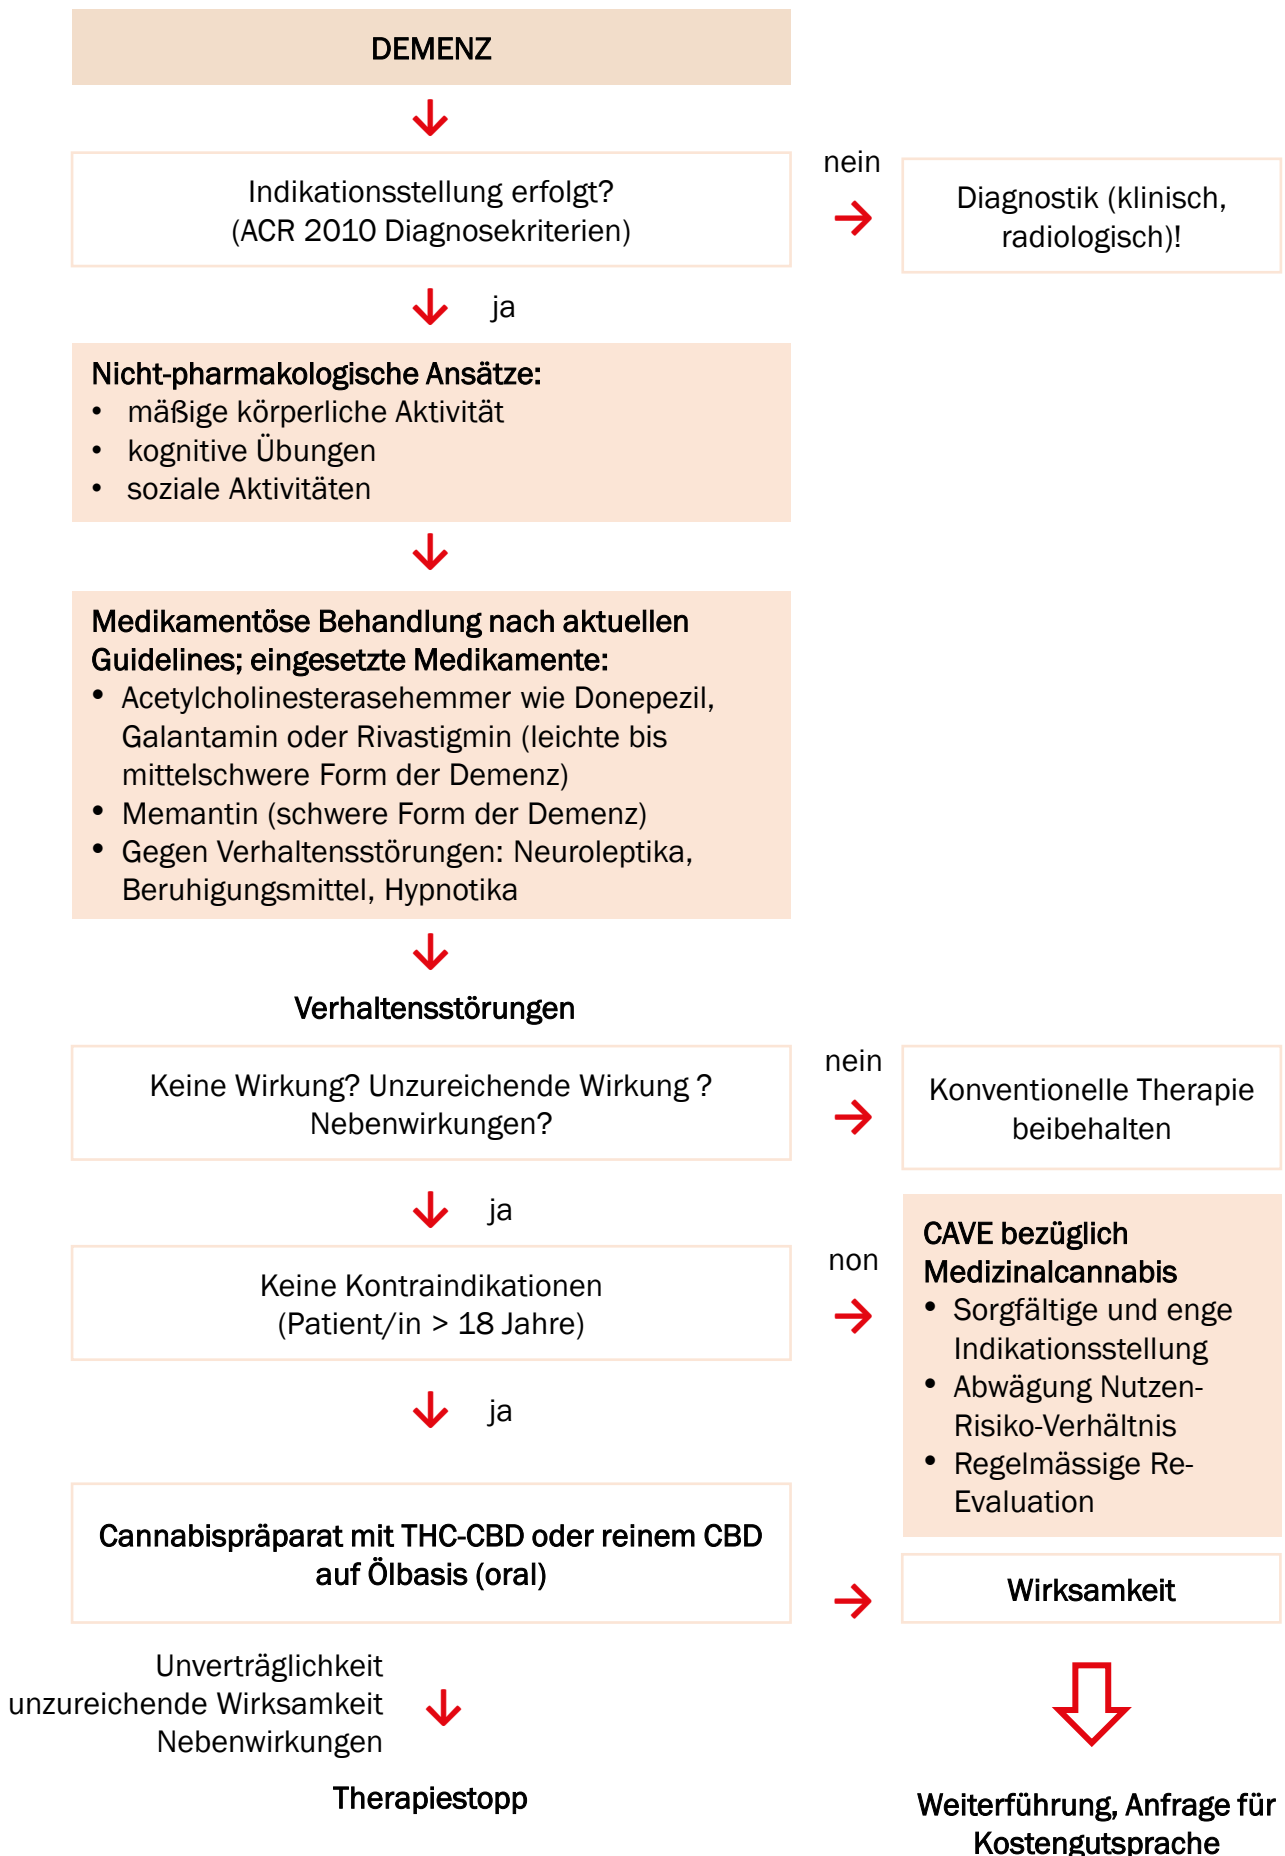 DEMENZ
Indikationsstellung erfolgt?
(ACR 2010 Diagnosekriterien)
nein
Diagnostik (klinisch,
radiologisch)!
ja
Nicht-pharmakologische Ansätze:
• mäßige körperliche Aktivität
• kognitive Übungen
• soziale Aktivitäten
Medikamentöse Behandlung nach aktuellen
Guidelines; eingesetzte Medikamente:
• Acetylcholinesterasehemmer wie Donepezil,
Galantamin oder Rivastigmin (leichte bis
mittelschwere Form der Demenz)
• Memantin (schwere Form der Demenz)
• Gegen Verhaltensstörungen: Neuroleptika,
Beruhigungsmittel, Hypnotika
Verhaltensstörungen
Keine Wirkung? Unzureichende Wirkung ?
Nebenwirkungen?
nein
Konventionelle Therapie
beibehalten
ja
Keine Kontraindikationen
(Patient/in > 18 Jahre)
non
CAVE bezüglich
Medizinalcannabis
• Sorgfältige und enge
Indikationsstellung
• Abwägung Nutzen-
Risiko-Verhältnis
• Regelmässige Re-
Evaluation
ja
Cannabispräparat mit THC-CBD oder reinem CBD
auf Ölbasis (oral)
Wirksamkeit
Unverträglichkeit
unzureichende Wirksamkeit
Nebenwirkungen
Therapiestopp
Weiterführung, Anfrage für
Kostengutsprache